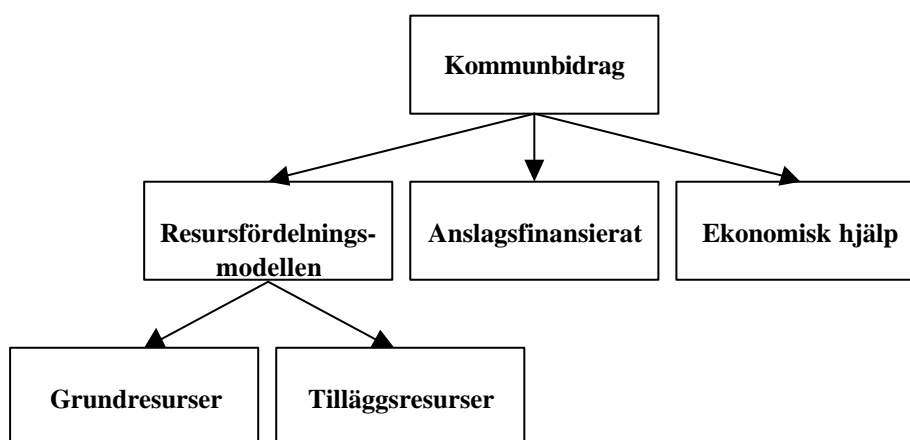 Kommunbidrag
Resursfördelnings-
modellen
Anslagsfinansierat
Ekonomisk hjälp
Grundresurser
Tilläggsresurser